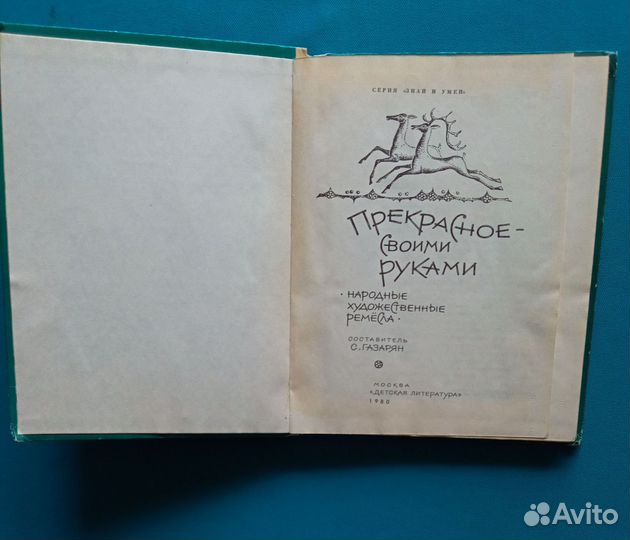 СЕРИЯ «ЗНАЙ И УМЕЙ»
ПРЕКРАСНОЕ-
СВОИМИ
РУКАМИ
• НАРОДНЫЕ
ХУДОЖЕСТВЕННЫЕ
РЕМЁСЛА •
СОСТАВИТЕЛЬ
С. ГАЗАРЯН
МОСКВА
«ДЕТСКАЯ ЛИТЕРАТУРА»
1980
Avito